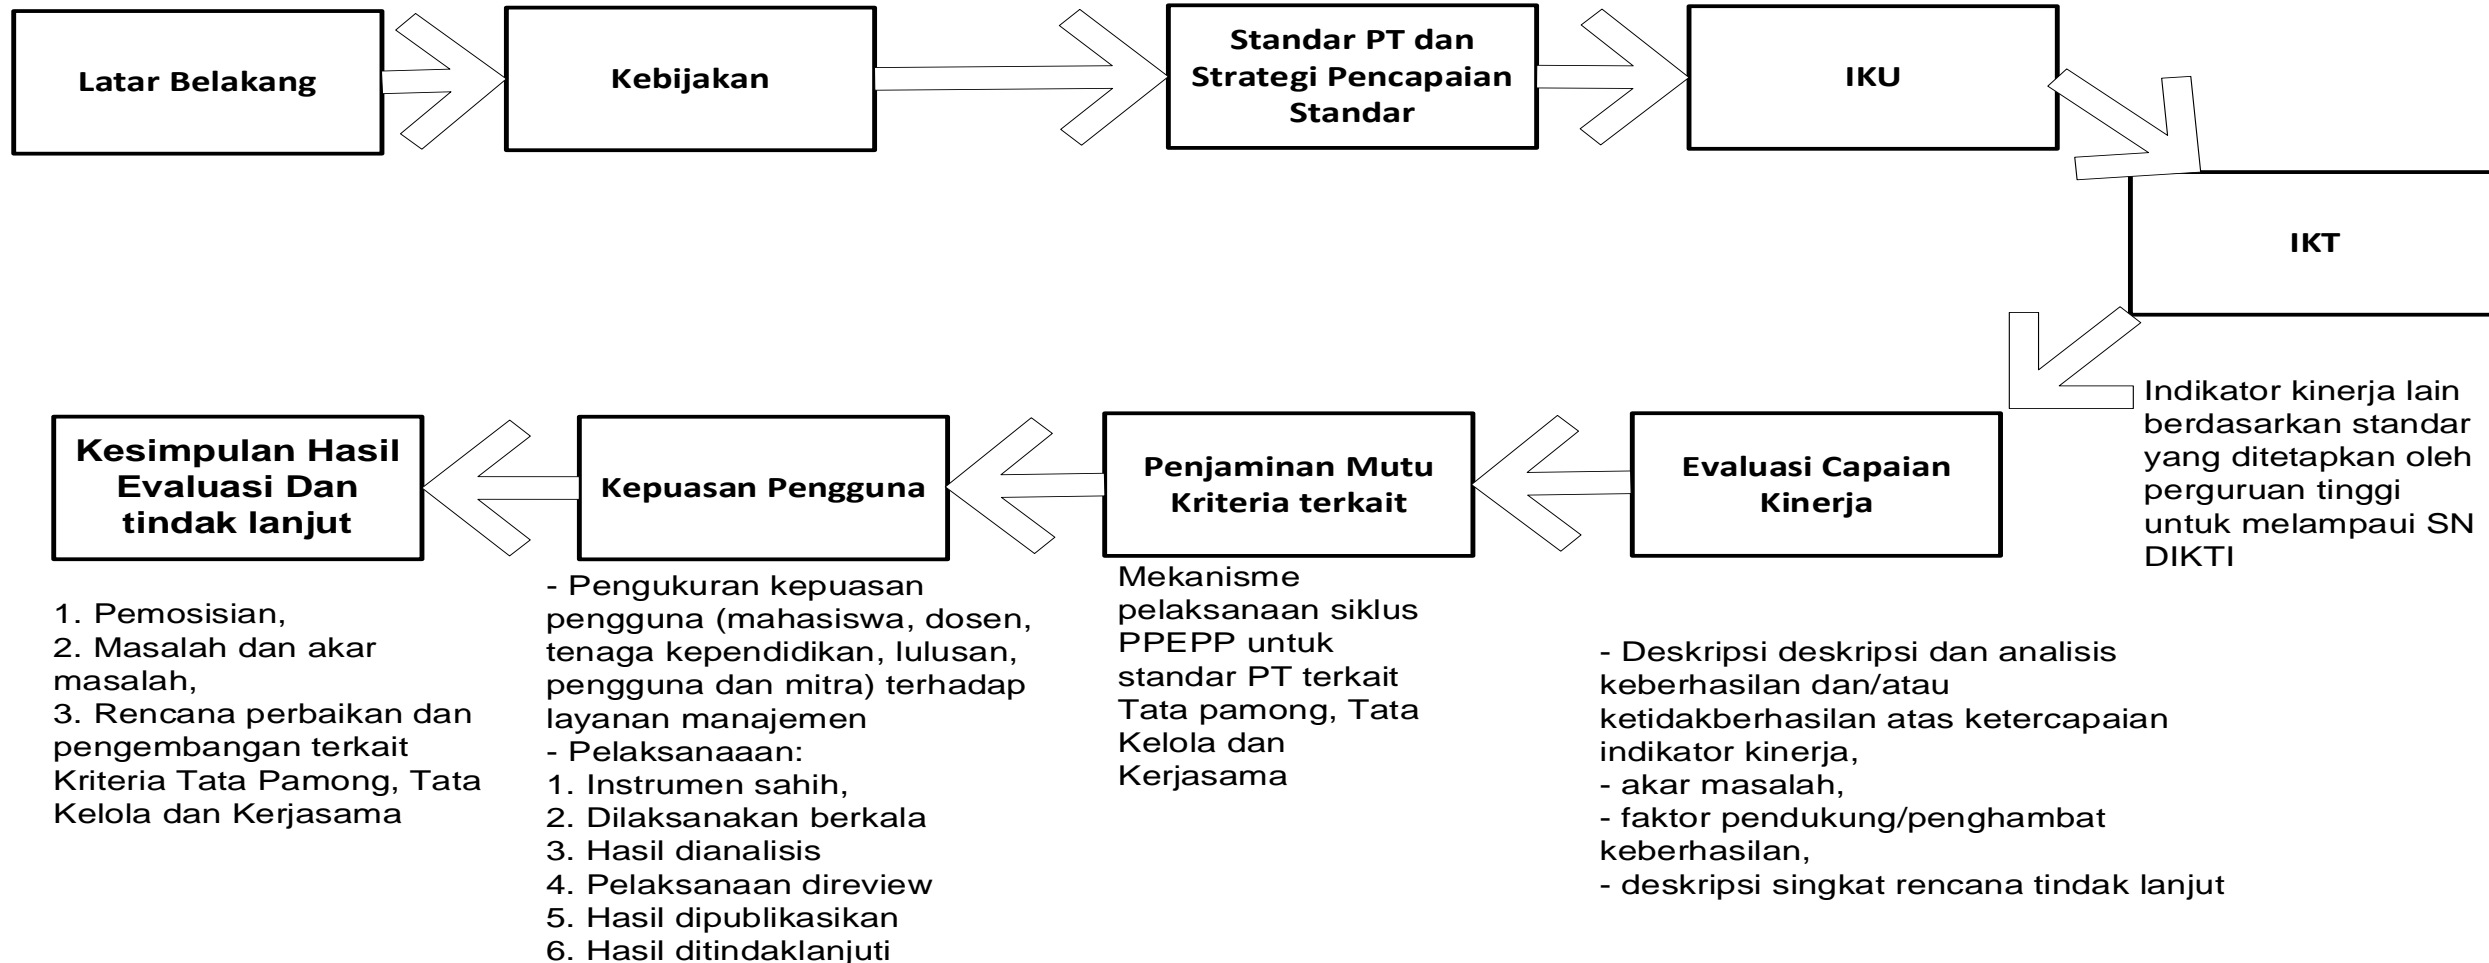 Latar Belakang
Kebijakan
Standar PT dan
Strategi Pencapaian
Standar
IKU
IKT
Indikator kinerja lain
berdasarkan standar
yang ditetapkan oleh
perguruan tinggi
untuk melampaui SN
DIKTI
Evaluasi Capaian
Kinerja
- Deskripsi deskripsi dan analisis
keberhasilan dan/atau
ketidakberhasilan atas ketercapaian
indikator kinerja,
- akar masalah,
- faktor pendukung/penghambat
keberhasilan,
- deskripsi singkat rencana tindak lanjut
Penjaminan Mutu
Kriteria terkait
Mekanisme
pelaksanaan siklus
PPEPP untuk
standar PT terkait
Tata pamong, Tata
Kelola dan
Kerjasama
Kepuasan Pengguna
- Pengukuran kepuasan
pengguna (mahasiswa, dosen,
tenaga kependidikan, lulusan,
pengguna dan mitra) terhadap
layanan manajemen
- Pelaksanaaan:
1. Instrumen sahih,
2. Dilaksanakan berkala
3. Hasil dianalisis
4. Pelaksanaan direview
5. Hasil dipublikasikan
6. Hasil ditindaklanjuti
Kesimpulan Hasil
Evaluasi Dan
tindak lanjut
1. Pemosisian,
2. Masalah dan akar
masalah,
3. Rencana perbaikan dan
pengembangan terkait
Kriteria Tata Pamong, Tata
Kelola dan Kerjasama